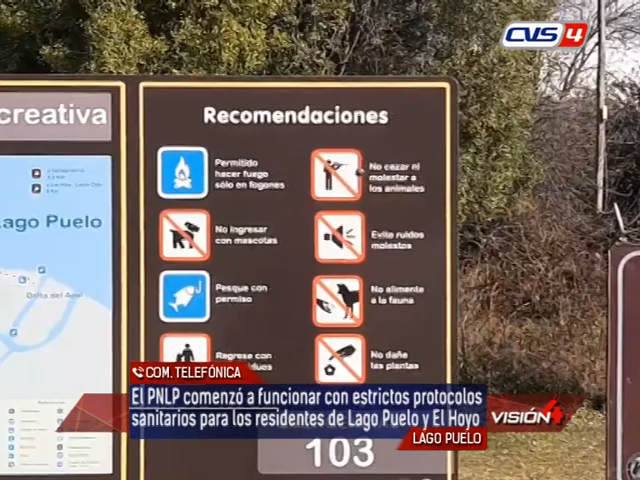 CVS 4
creativa
Recomendaciones
Permitido
hacer fuego
sólo en fogones
No cazar ni
molestar a
los animales
Lago Puelo
No ingresar
con mascotas
Evite ruidos
molestos
Pesque con
permiso
No alimente
a la fauna
Regrese con
No dañe
las plantas
COM. TELEFÓNICA
El PNLP comenzó a funcionar con estrictos protocolos
sanitarios para los residentes de Lago Puelo y El Hoyo
VISIÓN 4
LAGO PUELO
103